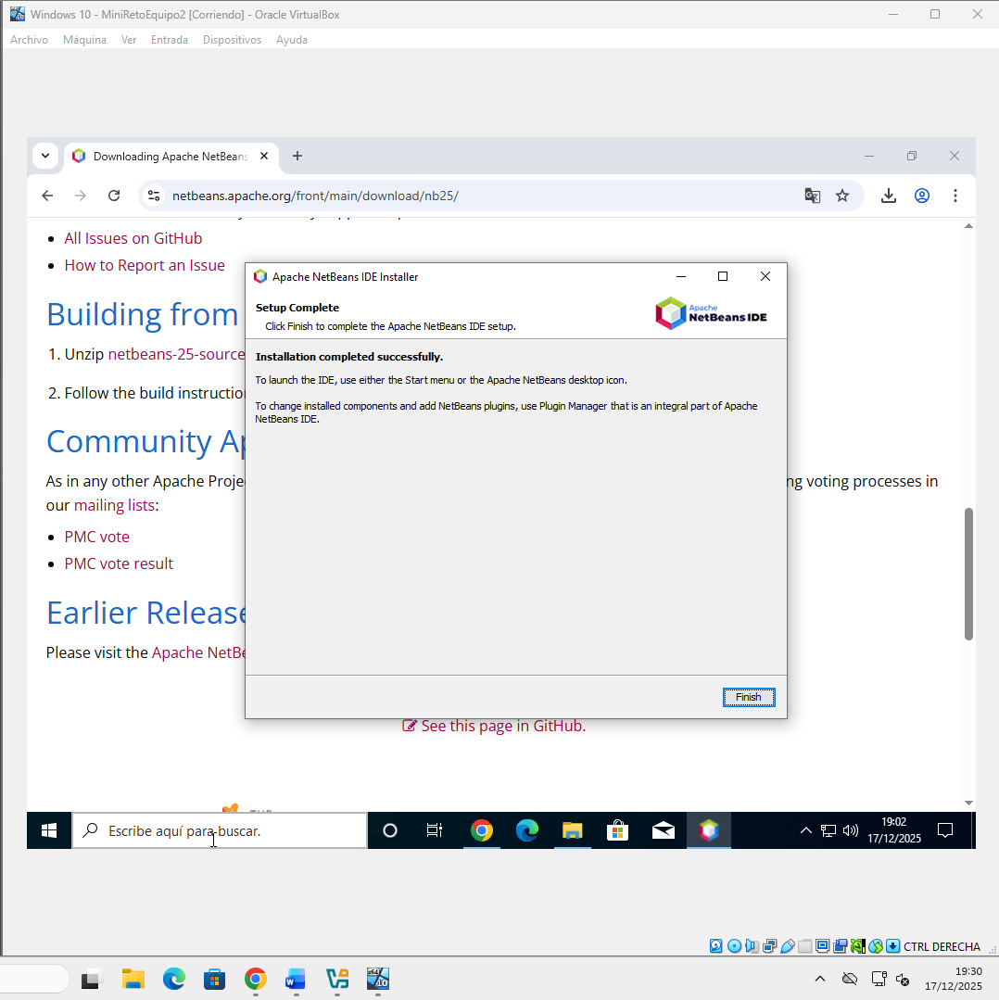 Windows 10 - MiniRetoEquipo2 [Corriendo] - Oracle VirtualBox
Archivo Máquina Ver Entrada Dispositivos Ayuda
Downloading Apache NetBeans
netbeans.apache.org/front/main/download/nb25/
All Issues on GitHub
How to Report an Issue
Building from
1. Unzip netbeans-25-source
2. Follow the build instruction
Community Ap
As in any other Apache Proje
ng voting processes in
our mailing lists:
PMC vote
PMC vote result
Earlier Release
Please visit the Apache NetBe
Apache NetBeans IDE Installer
Setup Complete
Click Finish to complete the Apache NetBeans IDE setup.
Apache
NetBeans IDE
Installation completed successfully.
To launch the IDE, use either the Start menu or the Apache NetBeans desktop icon.
To change installed components and add NetBeans plugins, use Plugin Manager that is an integral part of Apache
NetBeans IDE.
Finish
See this page in GitHub.
Escribe aquí para buscar.
19:02
17/12/2025
CTRL DERECHA
19:30
17/12/2025